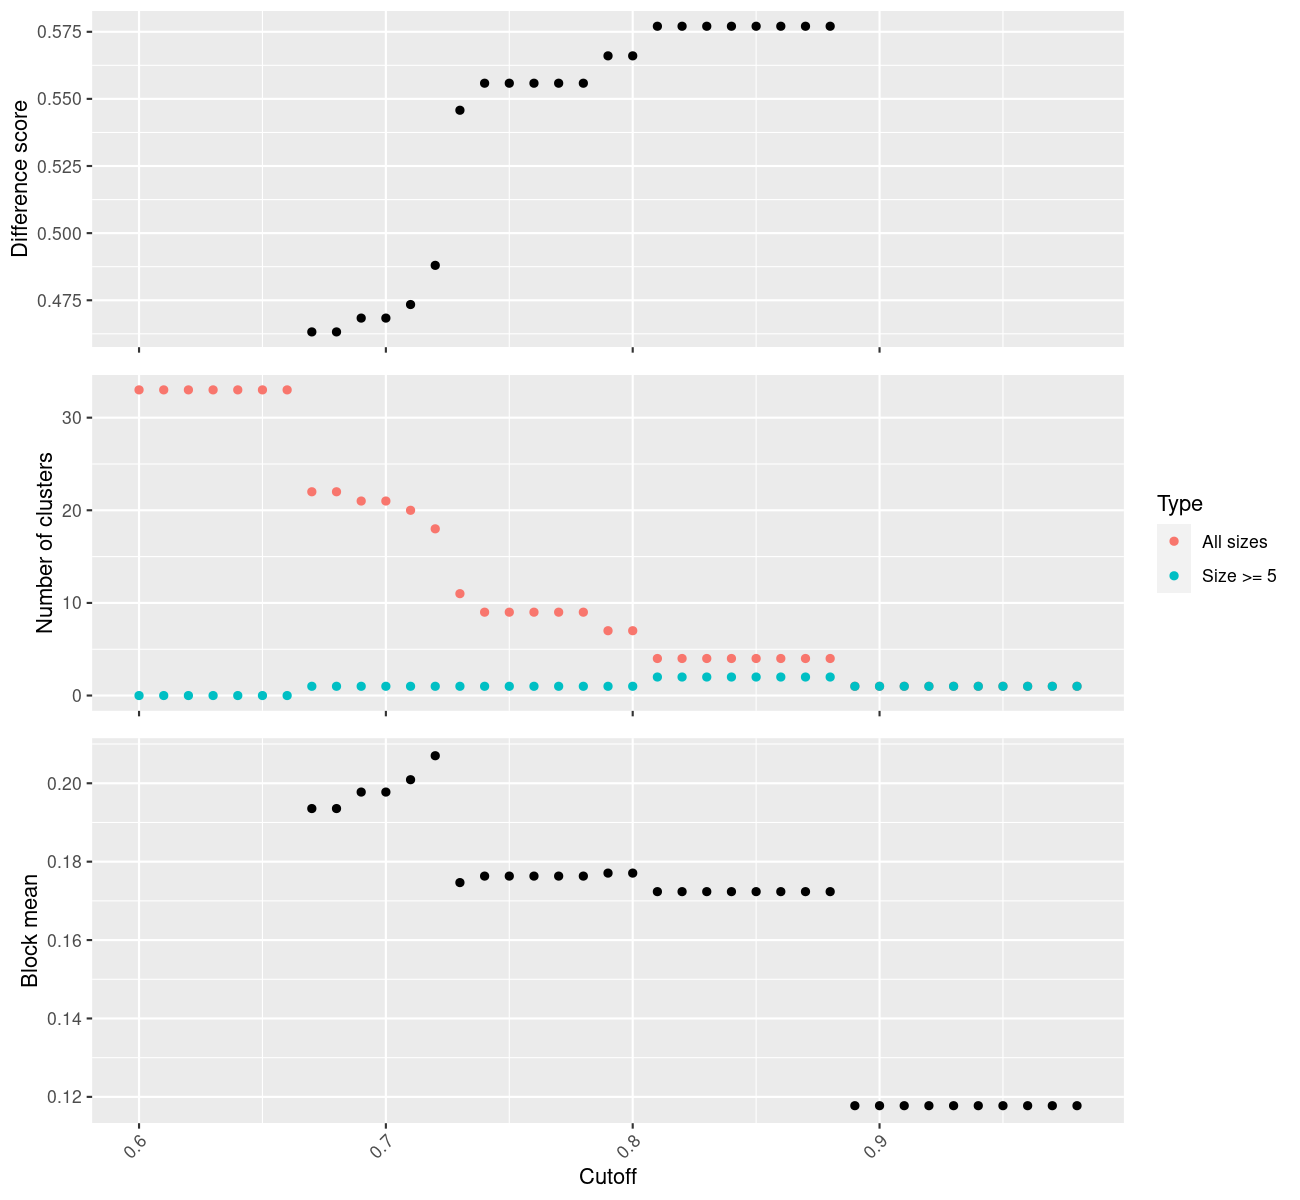 Difference score
0.575
0.550
0.525
0.500
0.475
Number of clusters
30
20
10
0
Type
All sizes
Size >= 5
Block mean
0.20
0.18
0.16
0.14
0.12
0.6
0.7
0.8
0.9
Cutoff